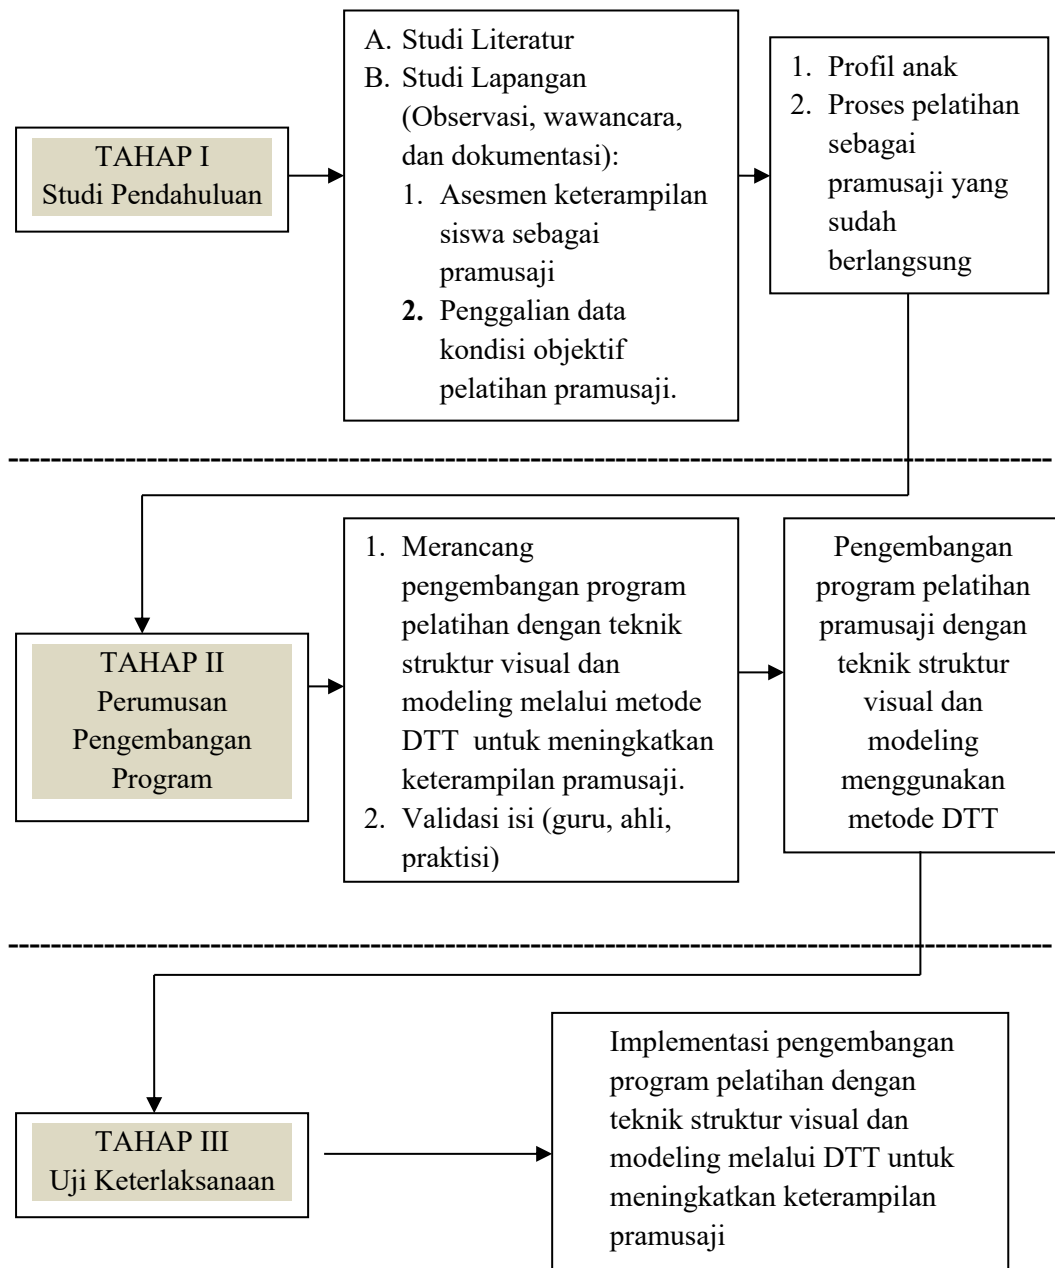 TAHAP I
Studi Pendahuluan
A. Studi Literatur
B. Studi Lapangan
(Observasi, wawancara,
dan dokumentasi):
1. Asesmen keterampilan
siswa sebagai
pramusaji
2. Penggalian data
kondisi objektif
pelatihan pramusaji.
1. Profil anak
2. Proses pelatihan
sebagai
pramusaji yang
sudah
berlangsung
TAHAP II
Perumusan
Pengembangan
Program
1. Merancang
pengembangan program
pelatihan dengan teknik
struktur visual dan
modeling melalui metode
DTT untuk meningkatkan
keterampilan pramusaji.
2. Validasi isi (guru, ahli,
praktisi)
Pengembangan
program pelatihan
pramusaji dengan
teknik struktur
visual dan
modeling
menggunakan
metode DTT
TAHAP III
Uji Keterlaksanaan
Implementasi pengembangan
program pelatihan dengan
teknik struktur visual dan
modeling melalui DTT untuk
meningkatkan keterampilan
pramusaji